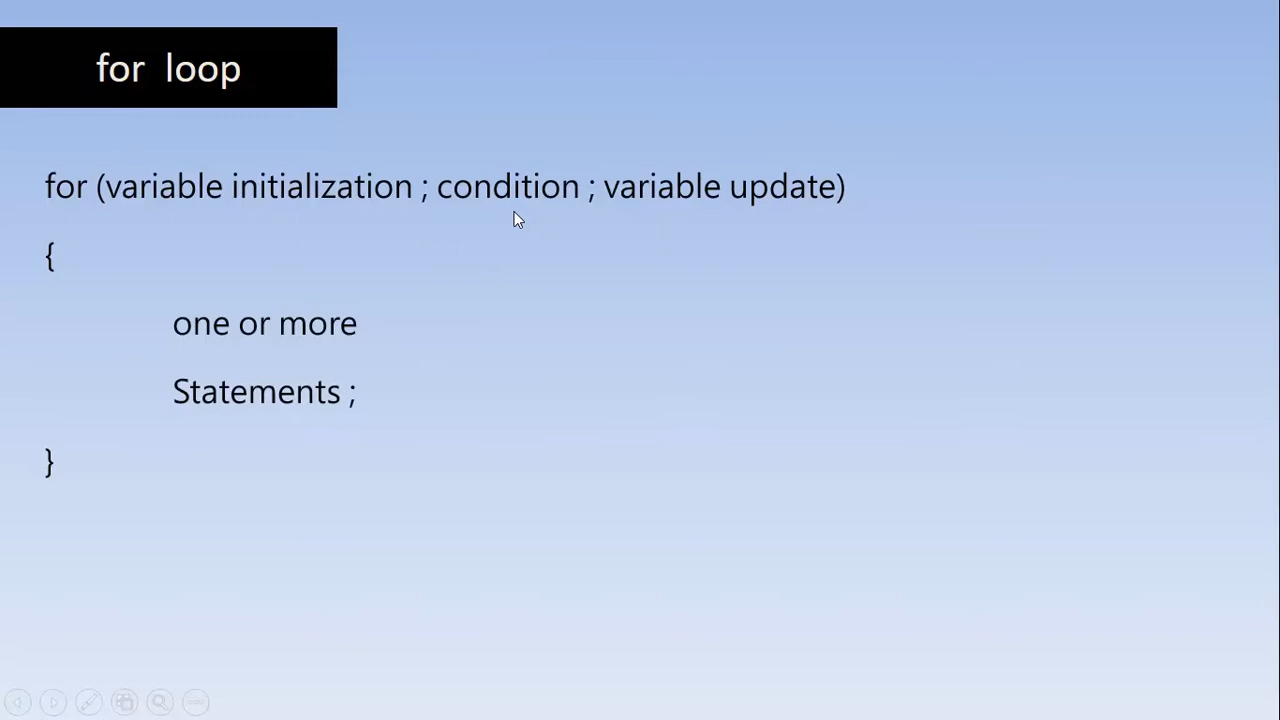 for loop
for (variable initialization ; condition ; variable update)
{
one or more
Statements ;
}